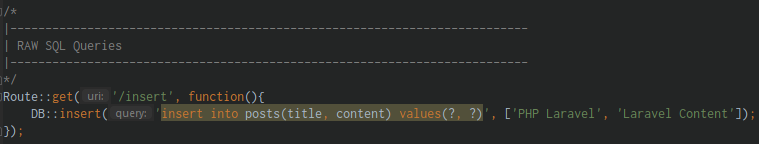 /*
|--------------------------------------------------------------------------
| RAW SQL Queries
|--------------------------------------------------------------------------
*/
Route::get( uri: '/insert', function(){
    DB::insert( query: 'insert into posts(title, content) values(?, ?)', ['PHP Laravel', 'Laravel Content']);
});